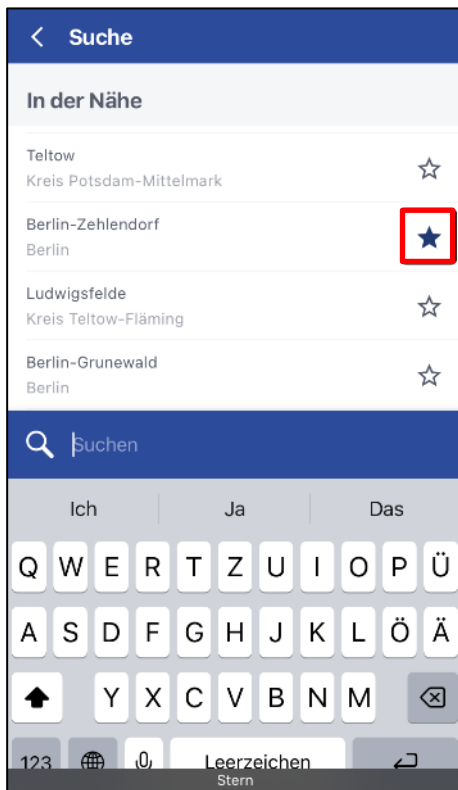 Suche
In der Nähe
Teltow
Kreis Potsdam-Mittelmark
Berlin-Zehlendorf
Berlin
Ludwigsfelde
Kreis Teltow-Fläming
Berlin-Grunewald
Berlin
Suchen
Ich Ja Das
Q W E R T Z U I O P Ü
A S D F G H J K L Ö Ä
Y X C V B N M
123 Leerzeichen
Stern